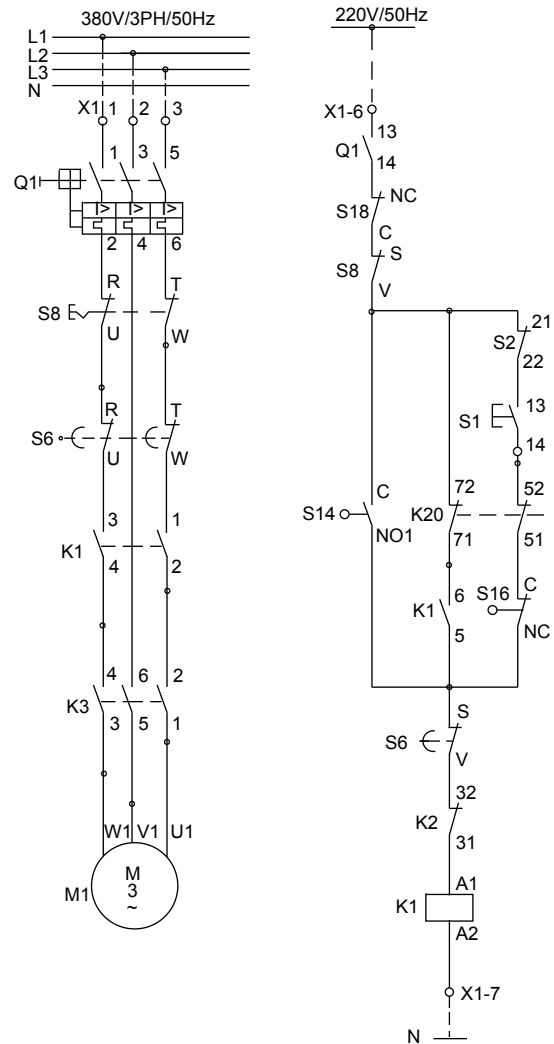 380V/3PH/50Hz
L1
L2
L3
N
X1 1 2 3
1 3 5
Q1
I> I> I>
2 4 6
R T
S8
U W
R T
S6
U W
3 1
K1
4 2
4 6 2
K3
3 5 1
W1 V1 U1
M1
M
3
~
220V/50Hz
X1-6
13
Q1
14
NC
S18
C
S
S8
V
21
S2
22
13
S1
14
C
S14
NO1
72
K20
71
52
51
6
K1
5
S16
C
NC
S
S6
V
32
K2
31
A1
K1
A2
X1-7
N